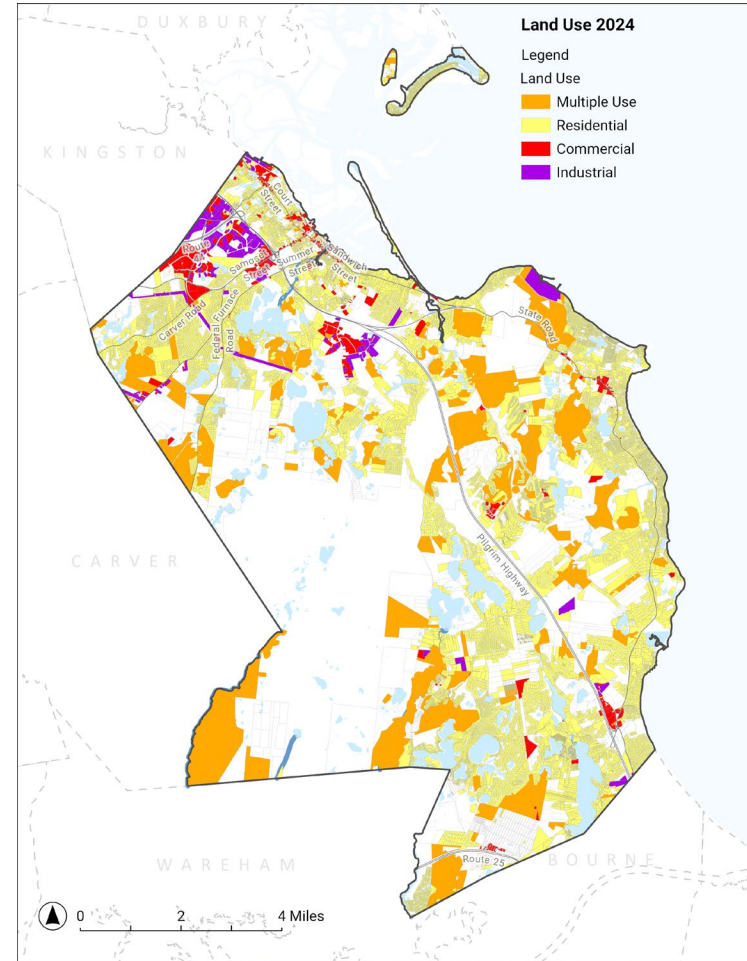 DUXBURY
Land Use 2024
Legend
Land Use
Multiple Use
Residential
Commercial
Industrial
KINGSTON
Court
Street
Route
44
Samoset
Street
Summer
Street
Sandwich
Street
Carver Road
Federal Furnace
Road
State Road
CARVER
Pilgrim Highway
WAREHAM
Route 25
BOURNE
0 2 4 Miles